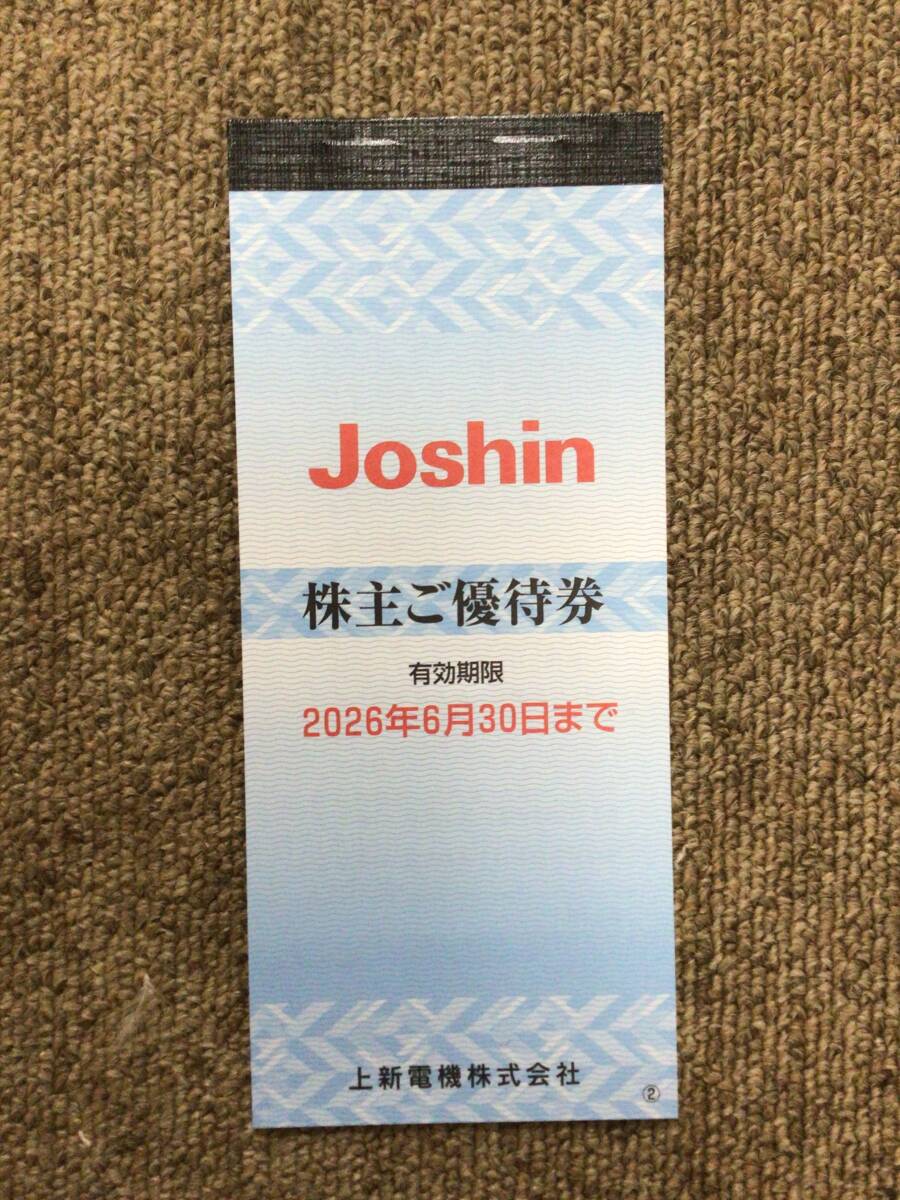 Joshin
株主ご優待券
有効期限
2026年6月30日まで
上新電機株式会社
②